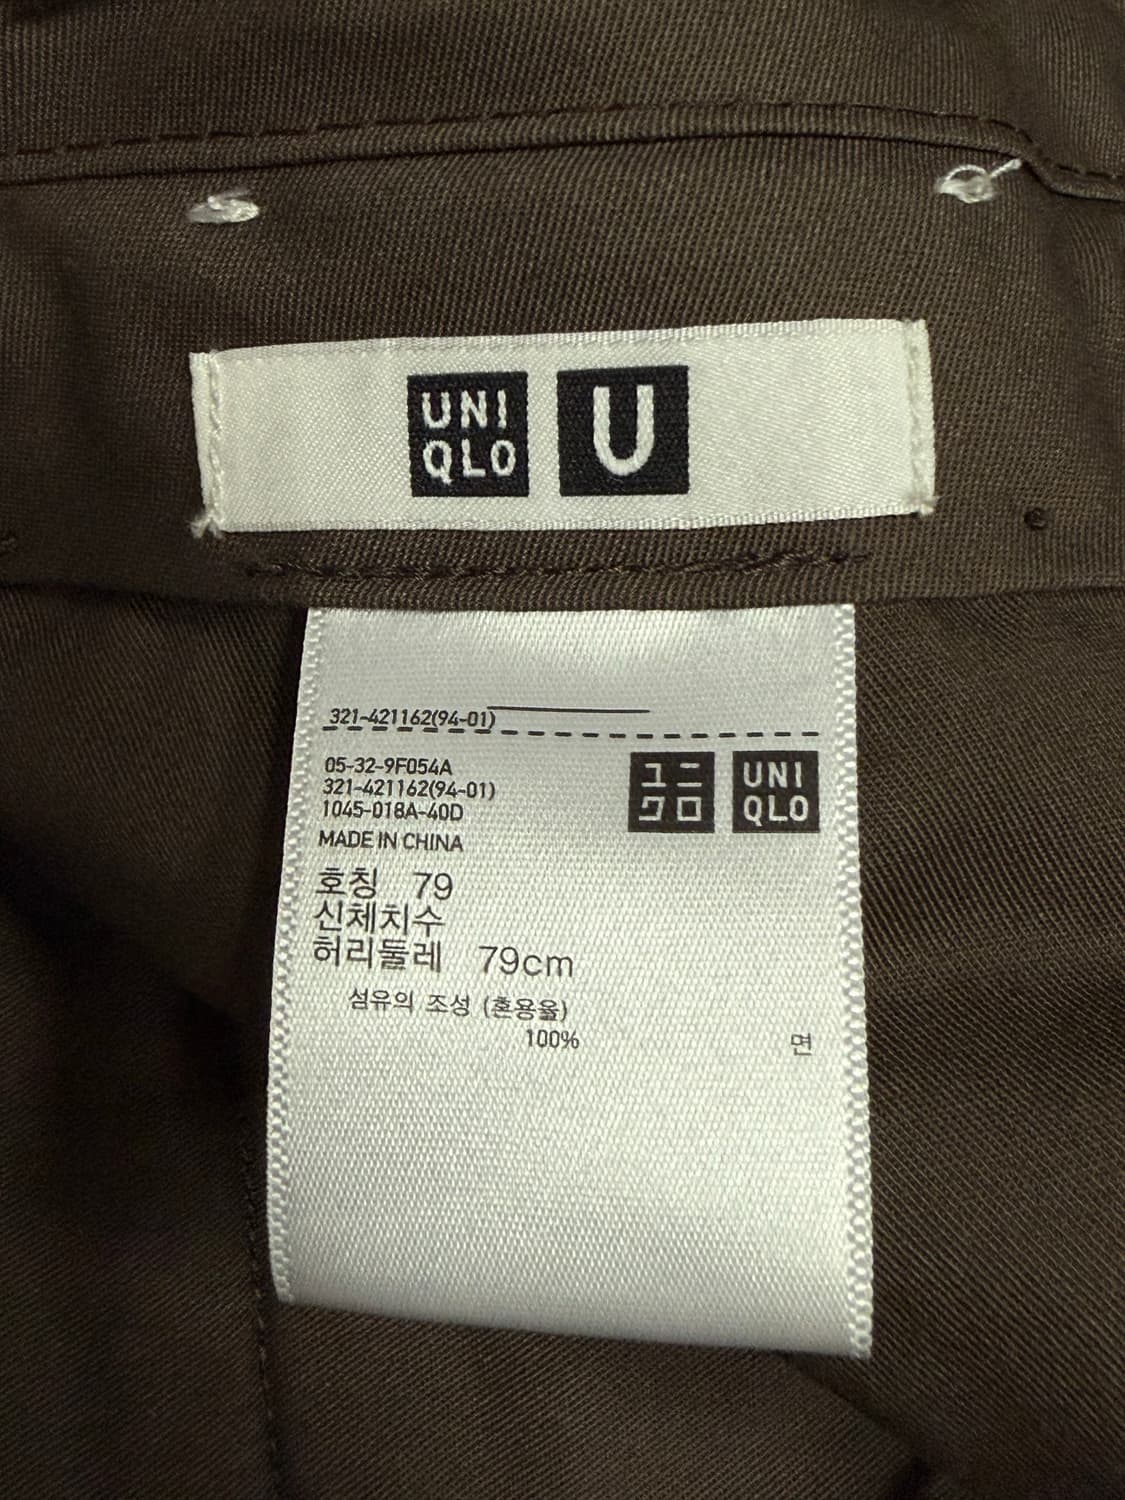 UNI
QLO
U
321-421162(94-01)
05-32-9F054A
321-421162(94-01)
1045-018A-40D
MADE IN CHINA
ユニ
クロ
UNI
QLO
호칭 79
신체치수
허리둘레 79cm
섬유의 조성 (혼용율)
100% 면